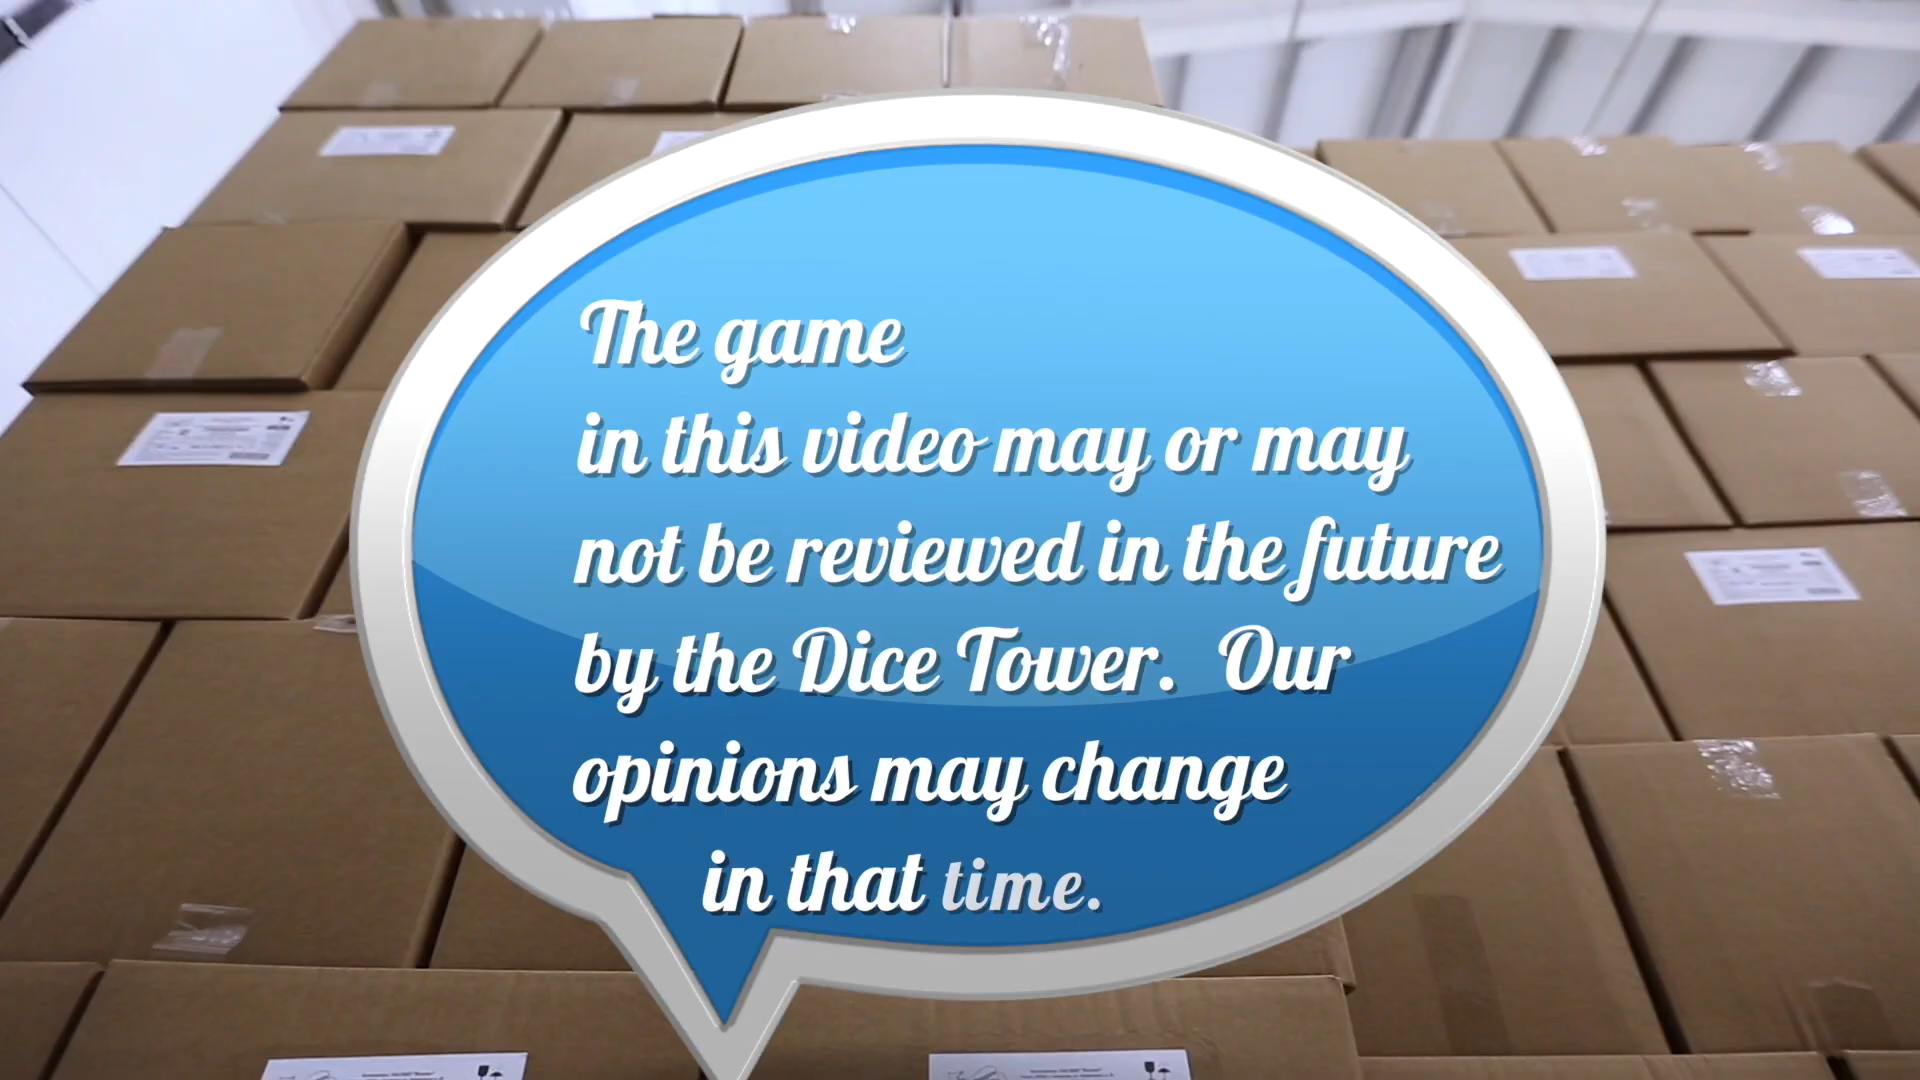 The game
in this video may or may
not be reviewed in the future
by the Dice Tower. Our
opinions may change
in that time.